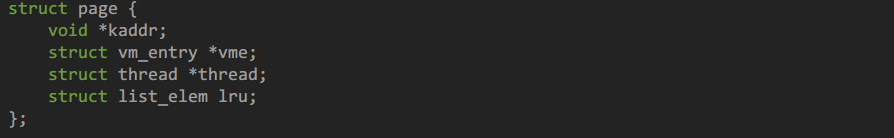 struct page {
    void *kaddr;
    struct vm_entry *vme;
    struct thread *thread;
    struct list_elem lru;
};